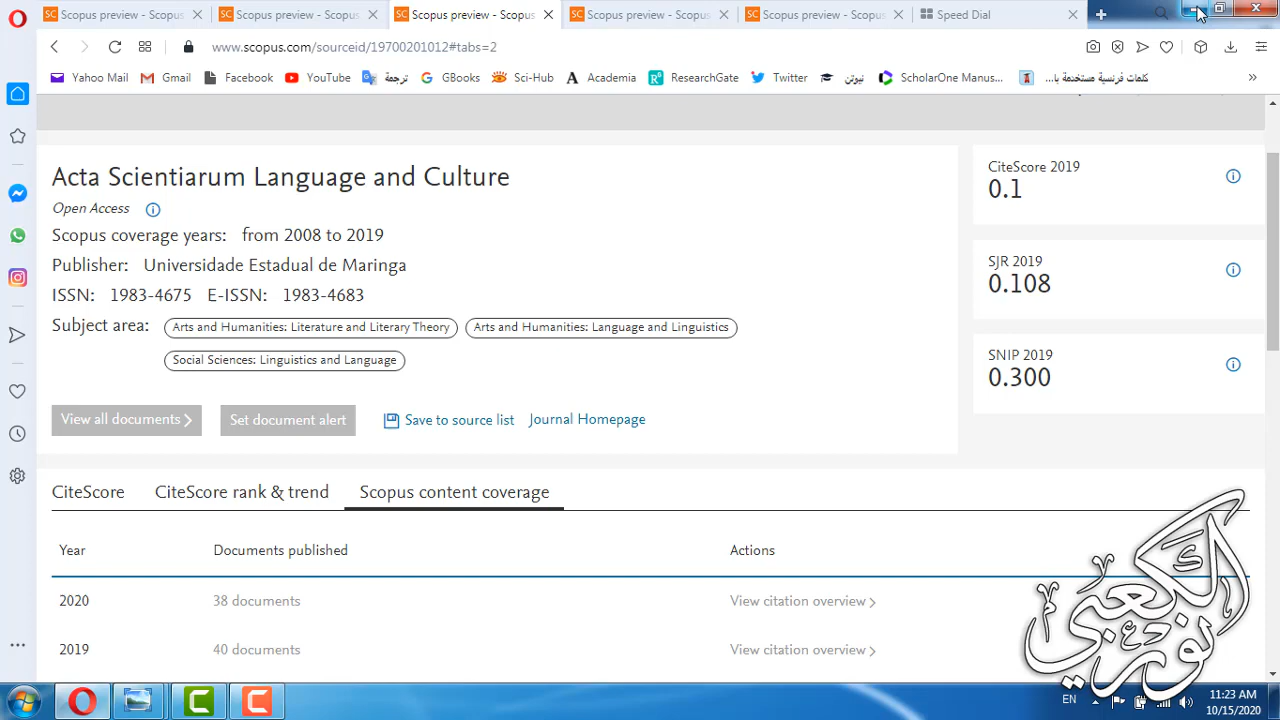 Scopus preview - Scopus
Scopus preview - Scopus
Scopus preview - Scopus
Scopus preview - Scopus
Scopus preview - Scopus
Speed Dial
www.scopus.com/sourceid/19700201012#tabs=2
Yahoo Mail
Gmail
Facebook
YouTube
ترجمة
GBooks
Sci-Hub
Academia
ResearchGate
Twitter
نيوتن
ScholarOne Manus...
كلمات فرنسية مستخدمة با...
Acta Scientiarum Language and Culture
Open Access
Scopus coverage years: from 2008 to 2019
Publisher: Universidade Estadual de Maringa
ISSN: 1983-4675 E-ISSN: 1983-4683
Subject area: Arts and Humanities: Literature and Literary Theory Arts and Humanities: Language and Linguistics
Social Sciences: Linguistics and Language
View all documents
Set document alert
Save to source list
Journal Homepage
CiteScore 2019
0.1
SJR 2019
0.108
SNIP 2019
0.300
CiteScore CiteScore rank & trend Scopus content coverage
Year Documents published Actions
2020 38 documents View citation overview
2019 40 documents View citation overview
EN
11:23 AM
10/15/2020